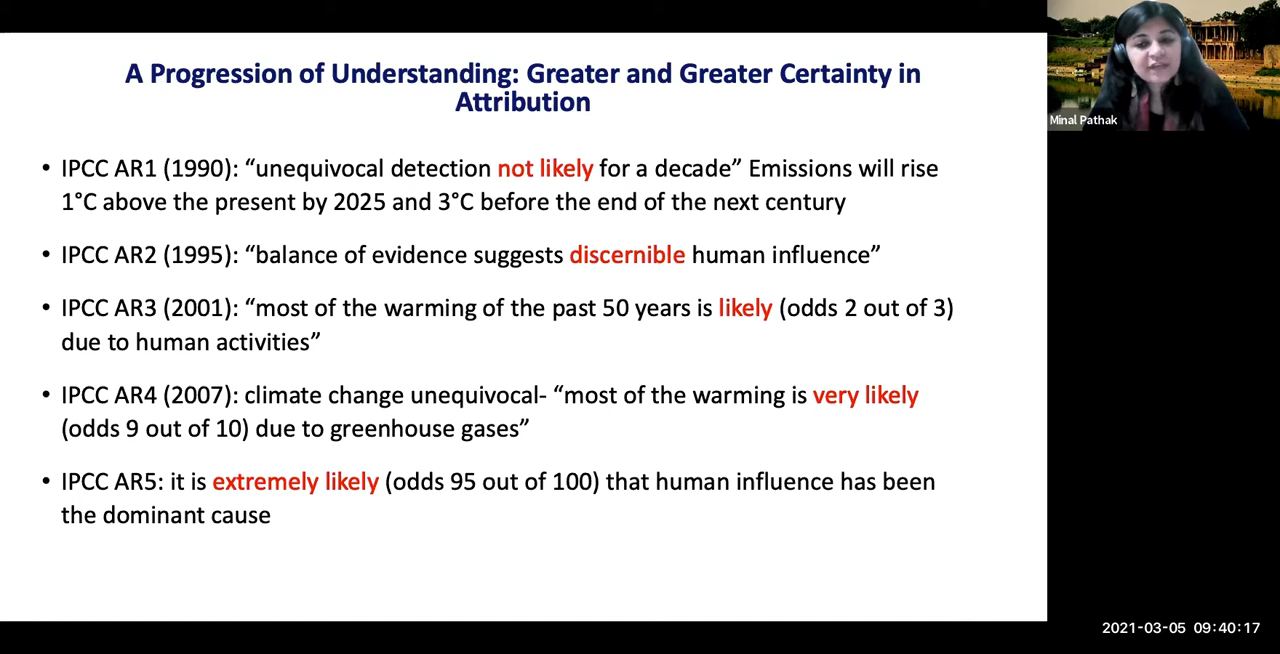 A Progression of Understanding: Greater and Greater Certainty in
Attribution
• IPCC AR1 (1990): “unequivocal detection not likely for a decade” Emissions will rise
1°C above the present by 2025 and 3°C before the end of the next century
• IPCC AR2 (1995): “balance of evidence suggests discernible human influence”
• IPCC AR3 (2001): “most of the warming of the past 50 years is likely (odds 2 out of 3)
due to human activities”
• IPCC AR4 (2007): climate change unequivocal- “most of the warming is very likely
(odds 9 out of 10) due to greenhouse gases”
• IPCC AR5: it is extremely likely (odds 95 out of 100) that human influence has been
the dominant cause
Minal Pathak
2021-03-05 09:40:17